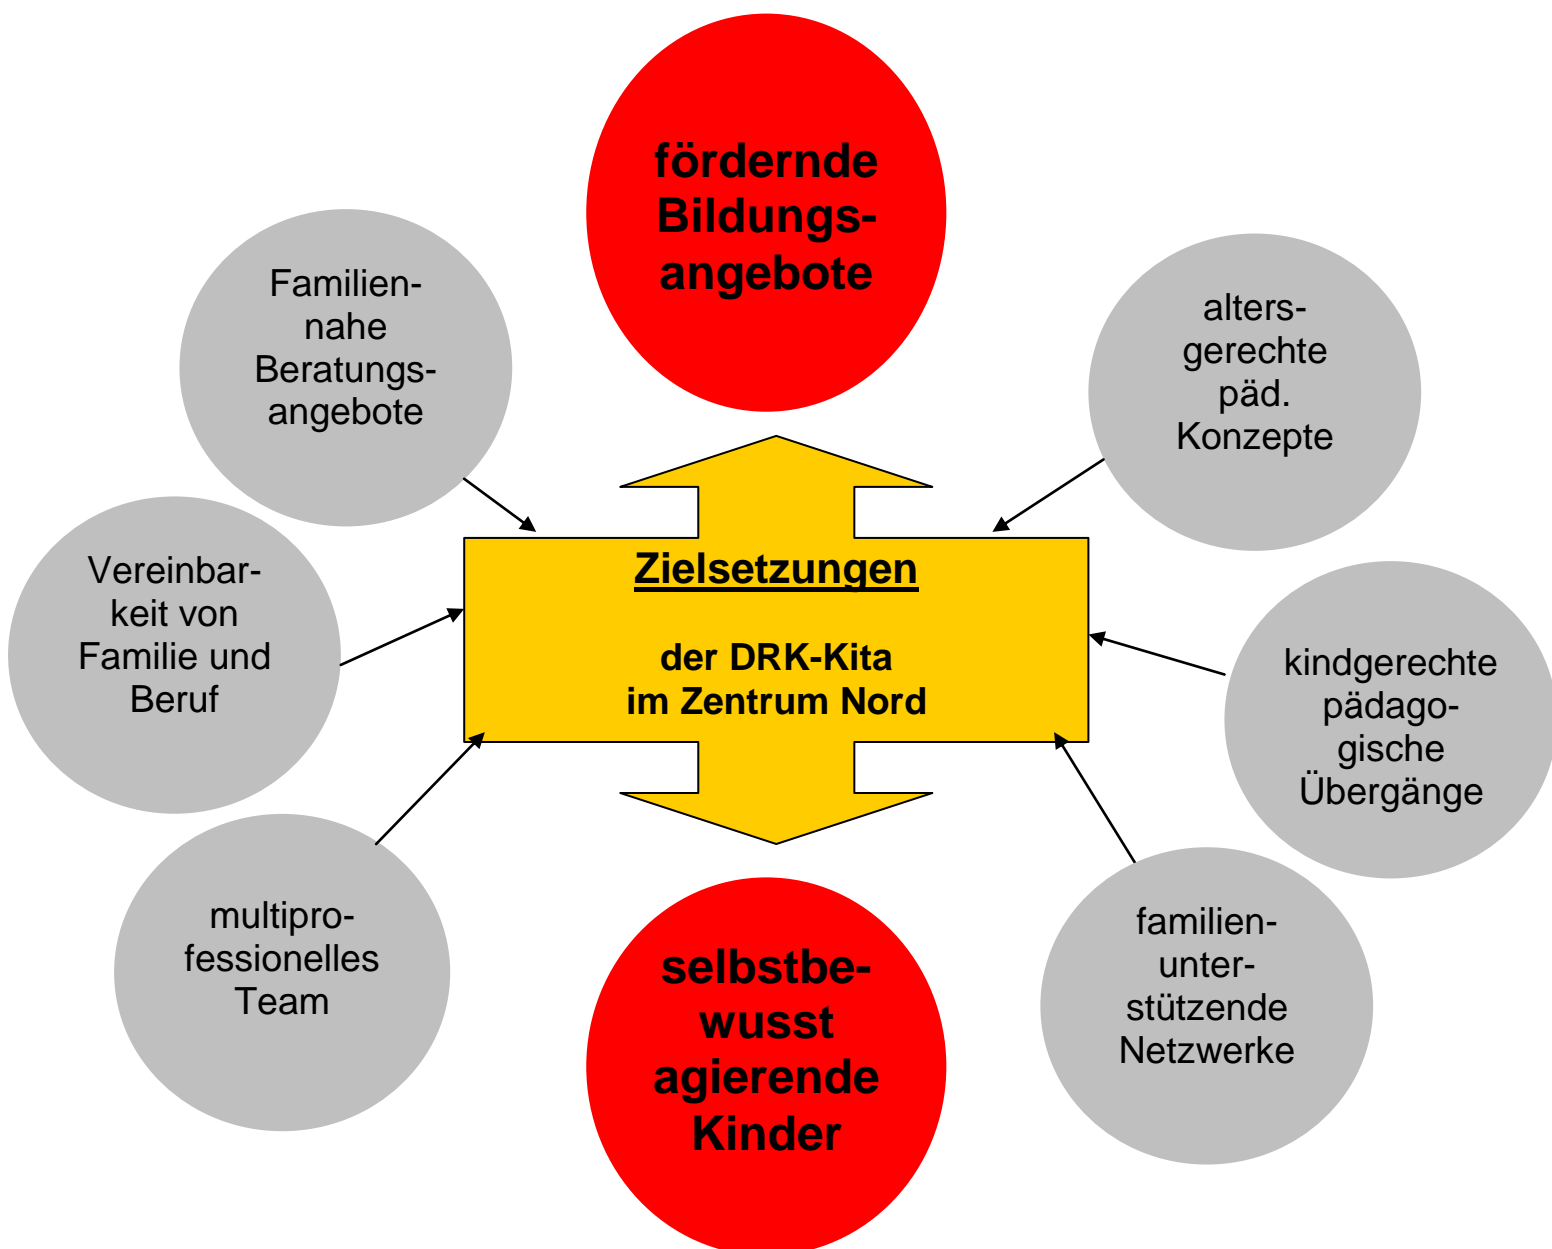 fördernde
Bildungs-
angebote
Familien-
nahe
Beratungs-
angebote
alters-
gerechte
päd.
Konzepte
Vereinbar-
keit von
Familie und
Beruf
Zielsetzungen
der DRK-Kita
im Zentrum Nord
kindgerechte
pädago-
gische
Übergänge
multipro-
fessionelles
Team
selbstbe-
wusst
agierende
Kinder
familien-
unter-
stützende
Netzwerke